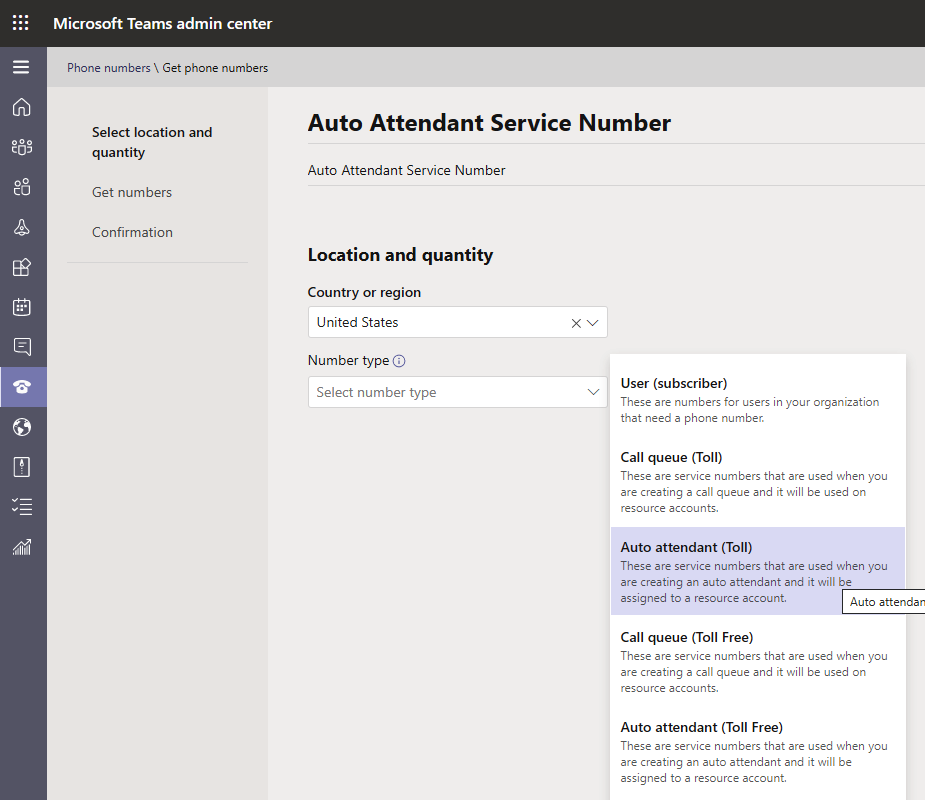 Microsoft Teams admin center
Phone numbers \ Get phone numbers
Select location and
quantity
Get numbers
Confirmation
Auto Attendant Service Number
Auto Attendant Service Number
Location and quantity
Country or region
United States
Number type
Select number type
User (subscriber)
These are numbers for users in your organization
that need a phone number.
Call queue (Toll)
These are service numbers that are used when you
are creating a call queue and it will be used on
resource accounts.
Auto attendant (Toll)
These are service numbers that are used when you
are creating an auto attendant and it will be
assigned to a resource account.
Auto attendan
Call queue (Toll Free)
These are service numbers that are used when you
are creating a call queue and it will be used on
resource accounts.
Auto attendant (Toll Free)
These are service numbers that are used when you
are creating an auto attendant and it will be
assigned to a resource account.